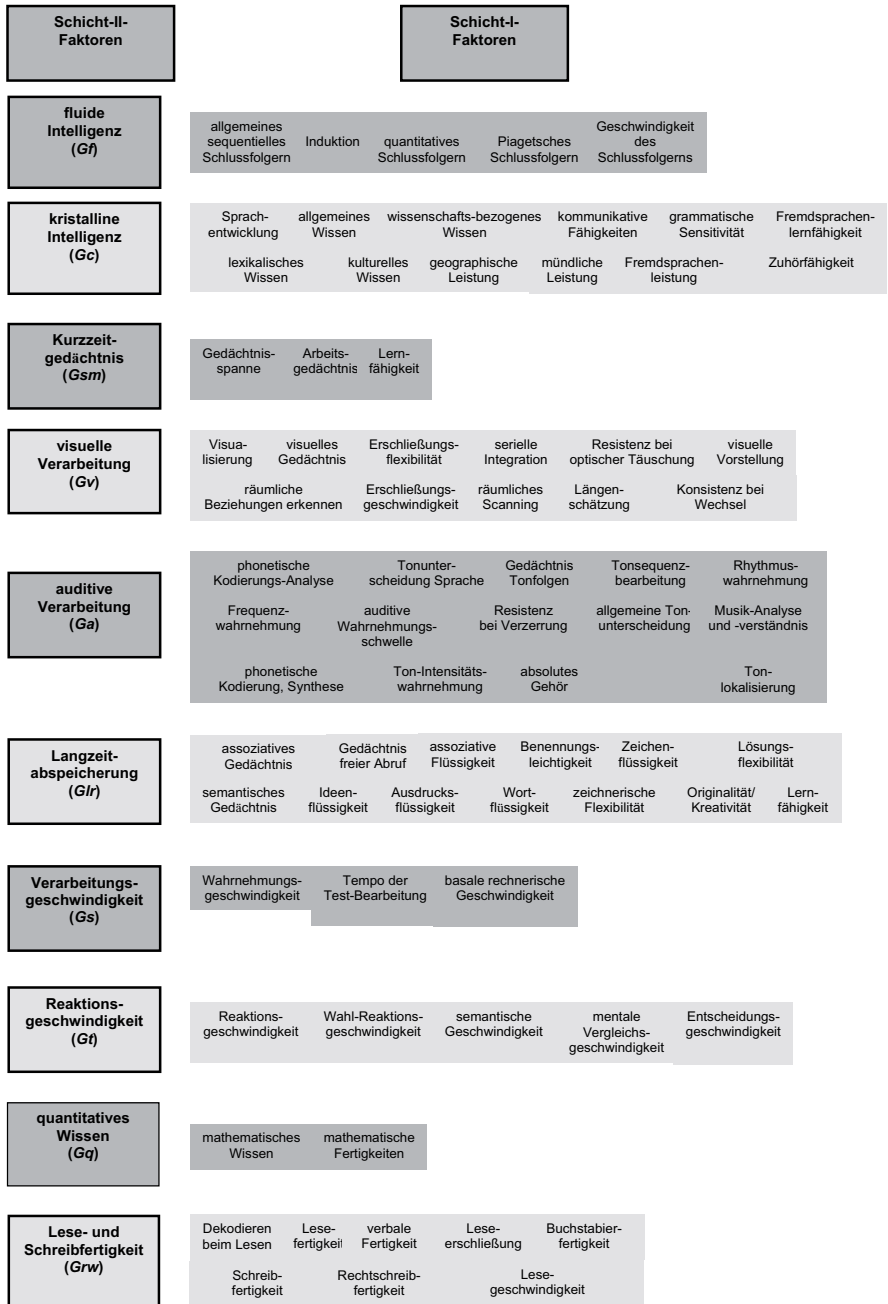 Schicht-II-
Faktoren
Schicht-I-
Faktoren
fluide
Intelligenz
(Gf)
allgemeines
sequentielles
Schlussfolgern
Induktion
quantitatives
Schlussfolgern
Piagetsches
Schlussfolgern
Geschwindigkeit
des
Schlussfolgerns
kristalline
Intelligenz
(Gc)
Sprach-
entwicklung
allgemeines
Wissen
wissenschafts-bezogenes
Wissen
kommunikative
Fähigkeiten
grammatische
Sensitivität
Fremdsprachen-
lernfähigkeit
lexikalisches
Wissen
kulturelles
Wissen
geographische
Leistung
mündliche
Leistung
Fremdsprachen-
leistung
Zuhörfähigkeit
Kurzzeit-
gedächtnis
(Gsm)
Gedächtnis-
spanne
Arbeits-
gedächtnis
Lern-
fähigkeit
visuelle
Verarbeitung
(Gv)
Visua-
lisierung
visuelles
Gedächtnis
Erschließungs-
flexibilität
serielle
Integration
Resistenz bei
optischer Täuschung
visuelle
Vorstellung
räumliche
Beziehungen erkennen
Erschließungs-
geschwindigkeit
räumliches
Scanning
Längen-
schätzung
Konsistenz bei
Wechsel
auditive
Verarbeitung
(Ga)
phonetische
Kodierungs-Analyse
Tonunter-
scheidung Sprache
Gedächtnis
Tonfolgen
Tonsequenz-
bearbeitung
Rhythmus-
wahrnehmung
Frequenz-
wahrnehmung
auditive
Wahrnehmungs-
schwelle
Resistenz
bei Verzerrung
allgemeine Ton-
unterscheidung
Musik-Analyse
und -verständnis
phonetische
Kodierung, Synthese
Ton-Intensitäts-
wahrnehmung
absolutes
Gehör
Ton-
lokalisierung
Langzeit-
abspeicherung
(Glr)
assoziatives
Gedächtnis
Gedächtnis
freier Abruf
assoziative
Flüssigkeit
Benennungs-
leichtigkeit
Zeichen-
flüssigkeit
Lösungs-
flexibilität
semantisches
Gedächtnis
Ideen-
flüssigkeit
Ausdrucks-
flüssigkeit
Wort-
flüssigkeit
zeichnerische
Flexibilität
Originalität/
Kreativität
Lern-
fähigkeit
Verarbeitungs-
geschwindigkeit
(Gs)
Wahrnehmungs-
geschwindigkeit
Tempo der
Test-Bearbeitung
basale rechnerische
Geschwindigkeit
Reaktions-
geschwindigkeit
(Gt)
Reaktions-
geschwindigkeit
Wahl-Reaktions-
geschwindigkeit
semantische
Geschwindigkeit
mentale
Vergleichs-
geschwindigkeit
Entscheidungs-
geschwindigkeit
quantitatives
Wissen
(Gq)
mathematisches
Wissen
mathematische
Fertigkeiten
Lese- und
Schreibfertigkeit
(Grw)
Dekodieren
beim Lesen
Lese-
fertigkeit
verbale
Fertigkeit
Lese-
erschließung
Buchstabier-
fertigkeit
Schreib-
fertigkeit
Rechtschreib-
fertigkeit
Lese-
geschwindigkeit